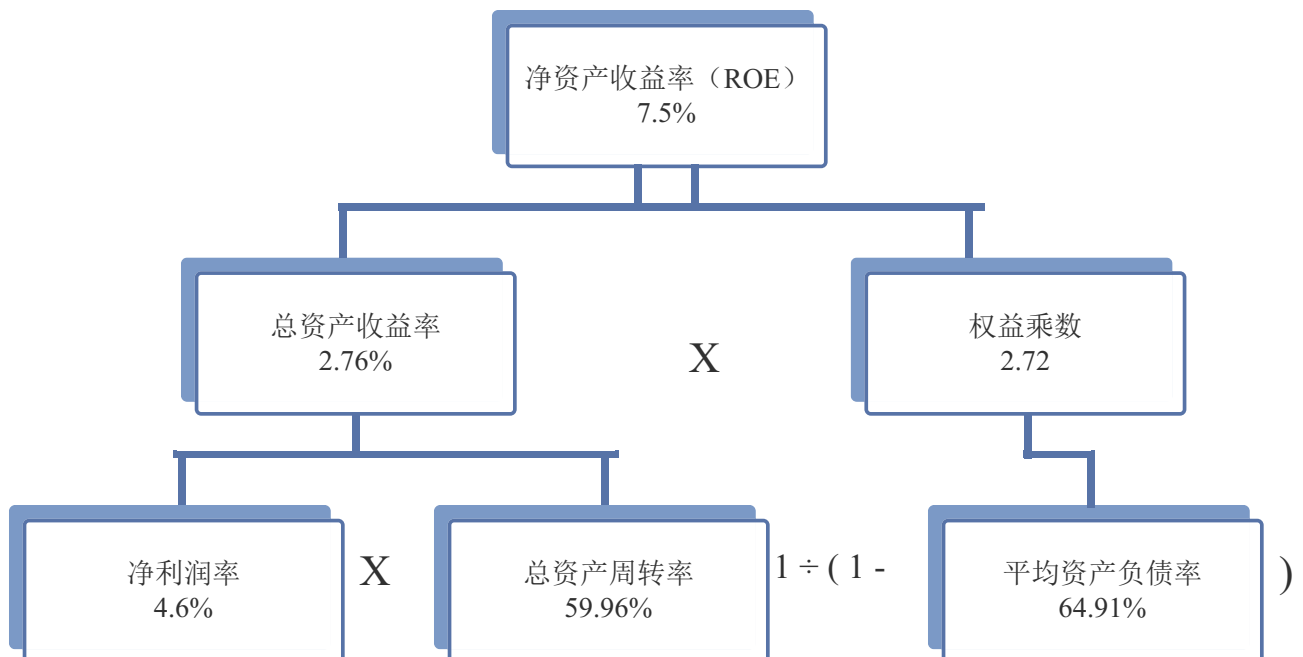 净资产收益率（ROE）
7.5%
总资产收益率
2.76%
X
权益乘数
2.72
净利润率
4.6%
X
总资产周转率
59.96%
1 ÷ ( 1 -
平均资产负债率
64.91%
)